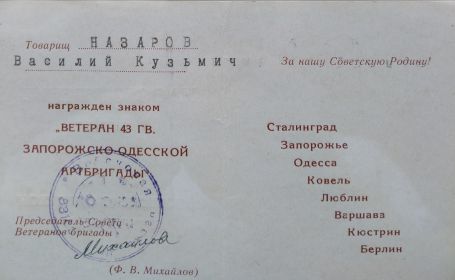 Товарищ НАЗАРОВ
Василий Кузьмич
награжден знаком
„ВЕТЕРАН 43 ГВ.
ЗАПОРОЖСКО-ОДЕССКОЙ
АРТБРИГАДЫ"
Председатель Совета
Ветеранов бригады
Михайлова
(Ф. В. Михайлов)
За нашу Советскую Родину!
Сталинград
Запорожье
Одесса
Ковель
Люблин
Варшава
Кюстрин
Берлин